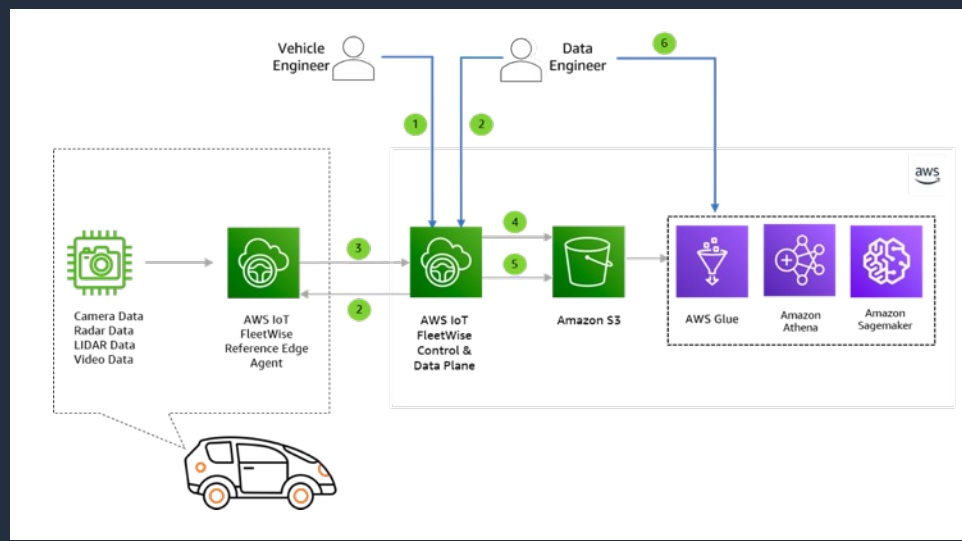 Vehicle
Engineer
Data
Engineer
6
1
2
aws
4
3
5
2
Camera Data
Radar Data
LIDAR Data
Video Data
AWS IoT
FleetWise
Reference Edge
Agent
AWS IoT
FleetWise
Control &
Data Plane
Amazon S3
AWS Glue
Amazon
Athena
Amazon
Sagemaker